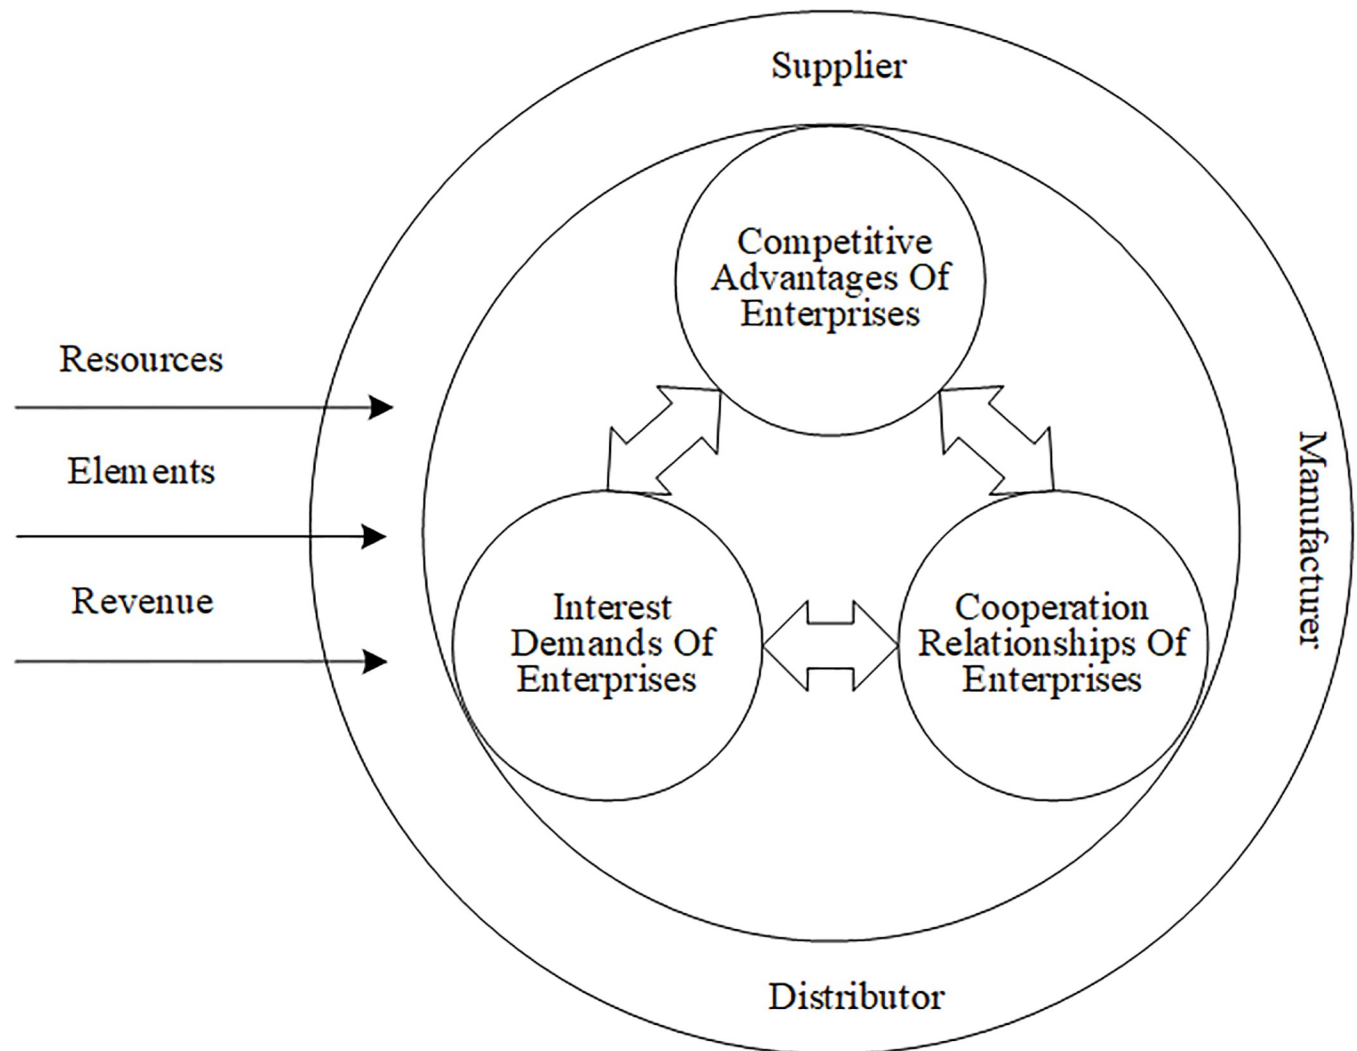 Supplier
Competitive
Advantages Of
Enterprises
Resources
Elements
Revenue
Manufacturer
Interest
Demands Of
Enterprises
Cooperation
Relationships Of
Enterprises
Distributor